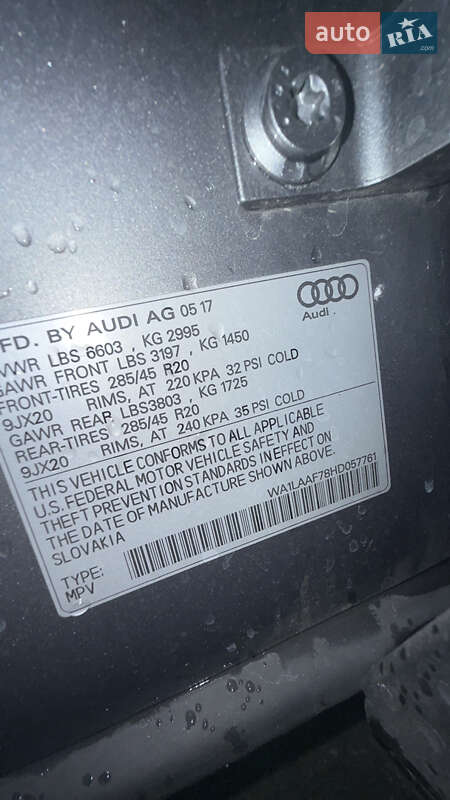 auto RIA
.com
Audi
FD. BY AUDI AG 05 17
WR LBS 6603 , KG 2995
GAWR FRONT LBS 3197 , KG 1450
FRONT-TIRES 285/45 R20
9JX20 RIMS, AT 220 KPA 32 PSI COLD
GAWR REAR LBS3803 , KG 1725
REAR-TIRES 285/45 R20
9JX20 RIMS, AT 240 KPA 35 PSI COLD
THIS VEHICLE CONFORMS TO ALL APPLICABLE
U.S. FEDERAL MOTOR VEHICLE SAFETY AND
THEFT PREVENTION STANDARDS IN EFFECT ON
THE DATE OF MANUFACTURE SHOWN ABOVE.
SLOVAKIA
WA1LAAF78HD057761
TYPE:
MPV